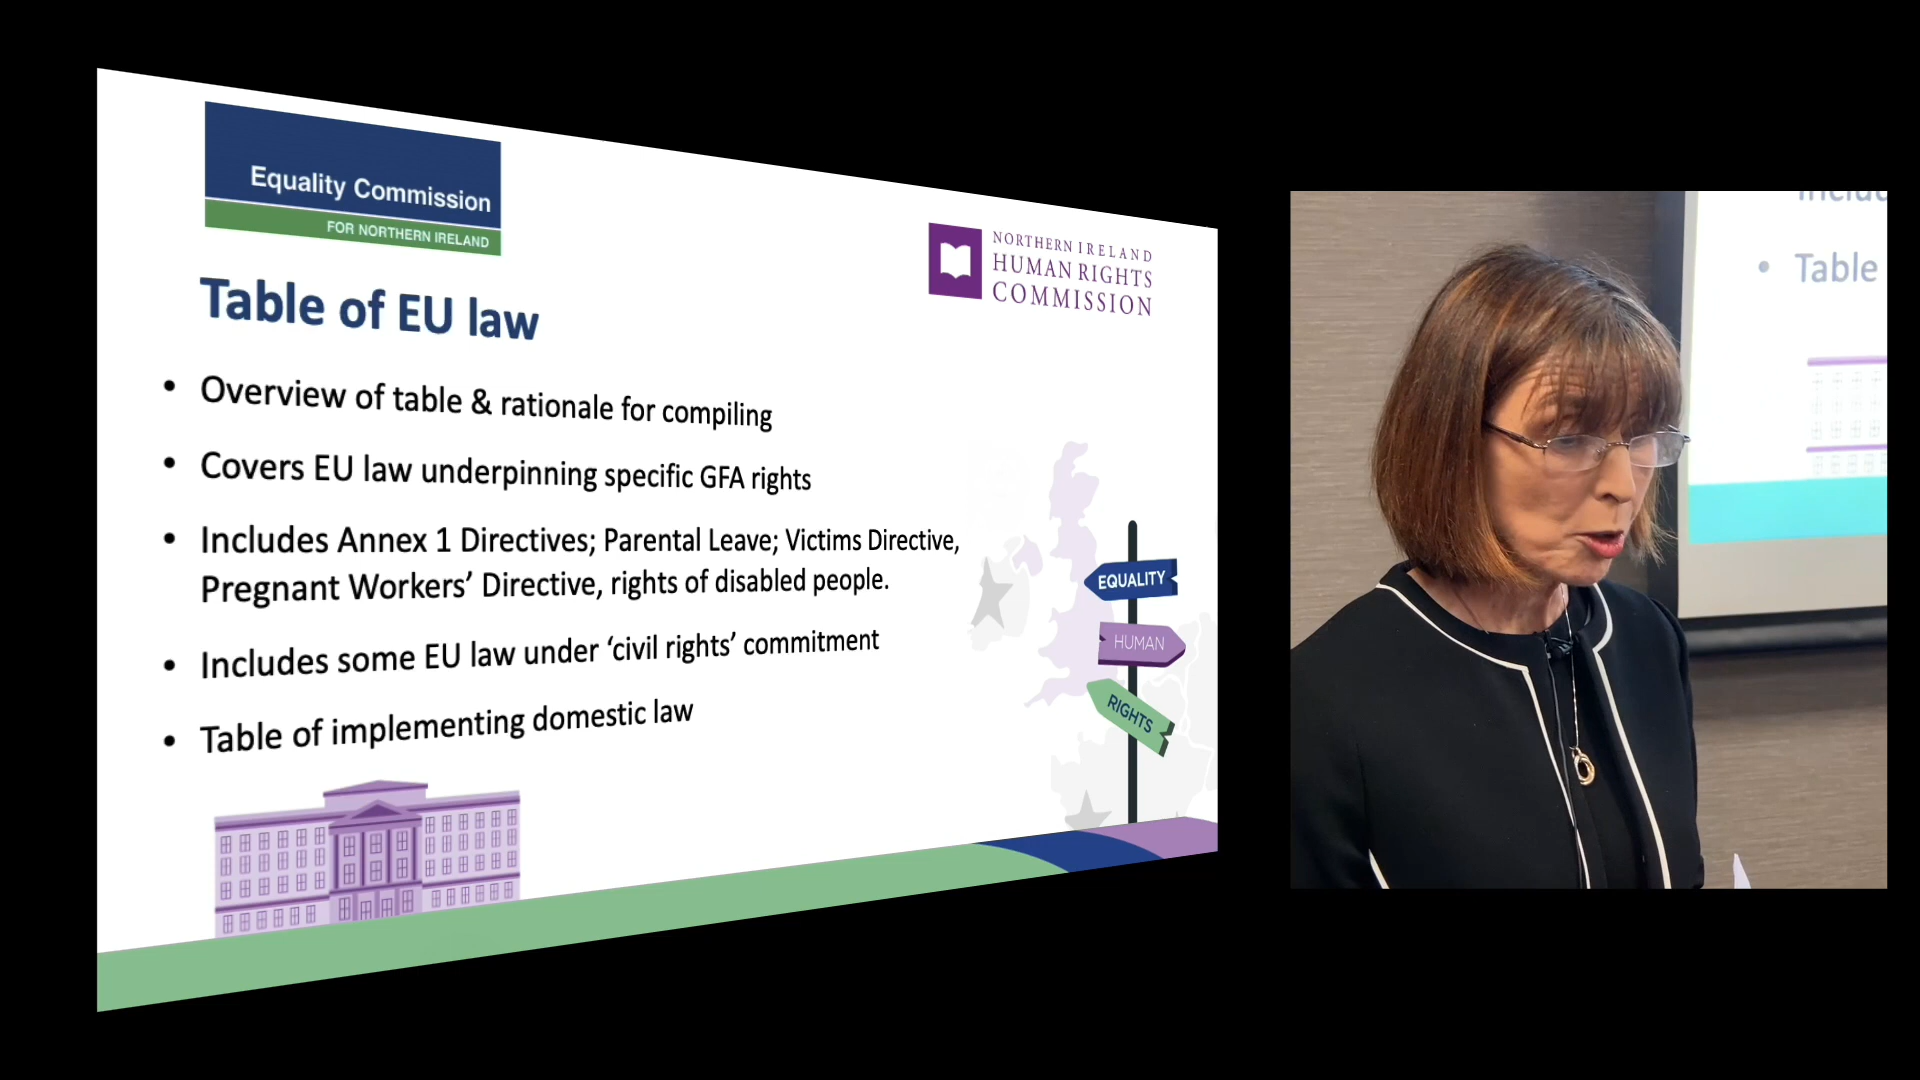 Equality Commission
FOR NORTHERN IRELAND
NORTHERN IRELAND
HUMAN RIGHTS
COMMISSION
Table of EU law
• Overview of table & rationale for compiling
• Covers EU law underpinning specific GFA rights
• Includes Annex 1 Directives; Parental Leave; Victims Directive,
Pregnant Workers’ Directive, rights of disabled people.
• Includes some EU law under ‘civil rights’ commitment
• Table of implementing domestic law
EQUALITY
HUMAN
RIGHTS
• Table